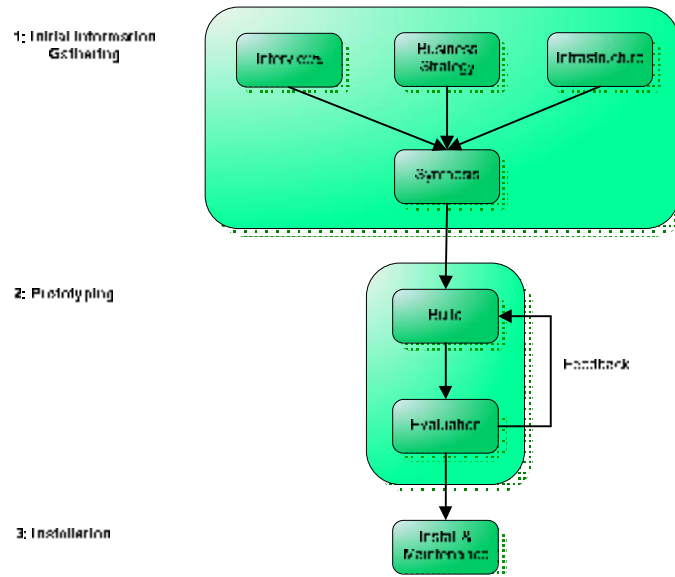 1: Initial Information
Gathering
Interviews
Business
Strategy
Infrastructure
Synthesis
2: Prototyping
Build
Feedback
Evaluation
3: Installation
Install &
Maintenance